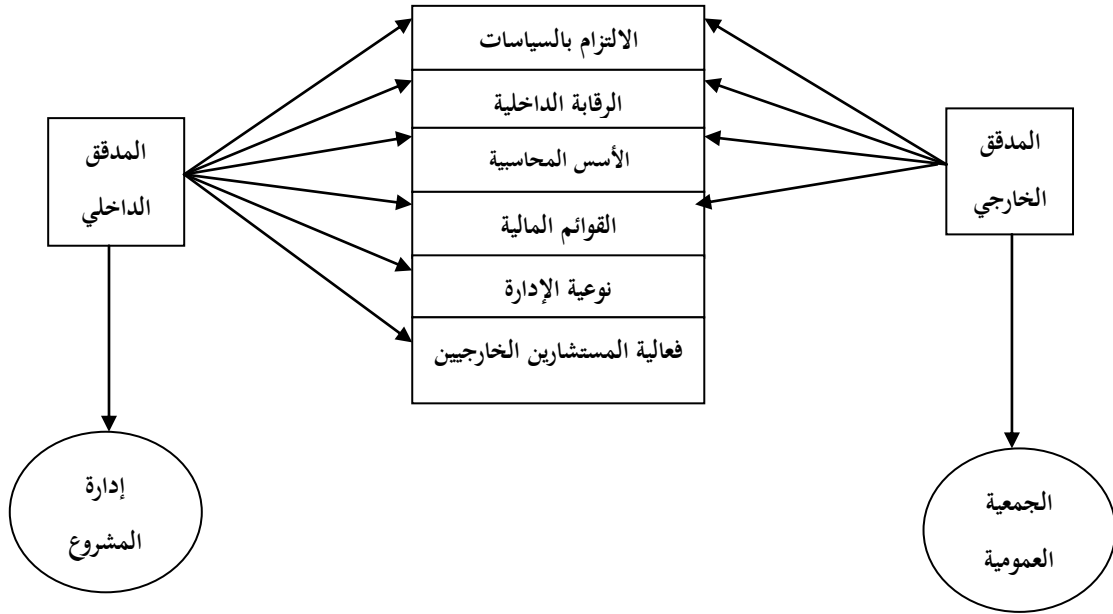 الالتزام بالسياسات
الرقابة الداخلية
الأسس المحاسبية
القوائم المالية
نوعية الإدارة
فعالية المستشارين الخارجيين
المدقق
الخارجي
المدقق
الداخلي
الجمعية
العمومية
إدارة
المشروع